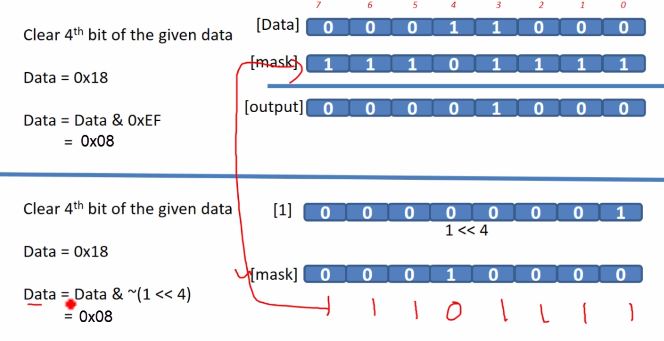 7 6 5 4 3 2 1 0
Clear 4th bit of the given data [Data] 0 0 0 1 1 0 0 0
[mask] 1 1 1 0 1 1 1 1
Data = 0x18
[output] 0 0 0 0 1 0 0 0
Data = Data & 0xEF
= 0x08
Clear 4th bit of the given data [1] 0 0 0 0 0 0 0 1
1 << 4
Data = 0x18
[mask] 0 0 0 1 0 0 0 0
Data = Data & ~(1 << 4)
1 1 1 0 1 1 1 1
= 0x08